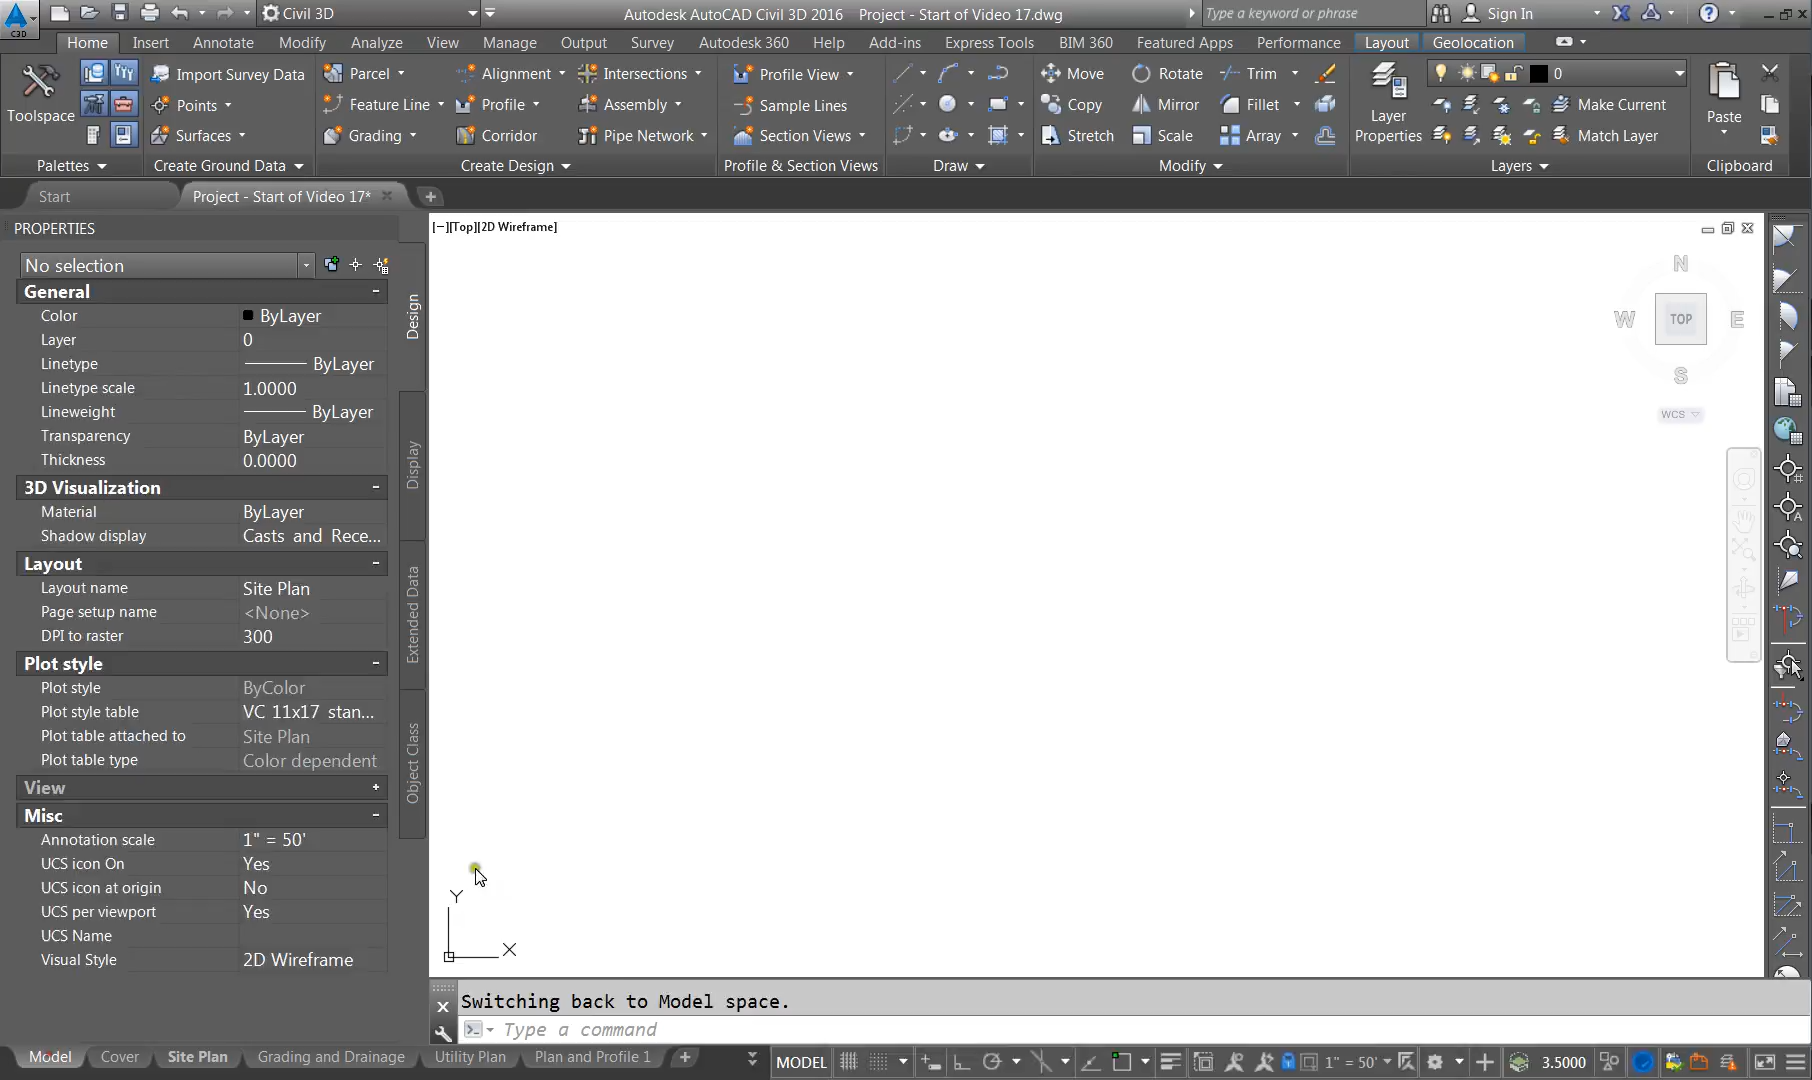 C3D
Civil 3D
Autodesk AutoCAD Civil 3D 2016 Project - Start of Video 17.dwg
Type a keyword or phrase
Sign In
Home Insert Annotate Modify Analyze View Manage Output Survey Autodesk 360 Help Add-ins Express Tools BIM 360 Featured Apps Performance Layout Geolocation
Toolspace
Import Survey Data
Points
Surfaces
Parcel
Feature Line
Grading
Alignment
Profile
Corridor
Intersections
Assembly
Pipe Network
Profile View
Sample Lines
Section Views
Move
Copy
Stretch
Rotate
Mirror
Scale
Trim
Fillet
Array
Layer
Properties
0
Make Current
Match Layer
Paste
Palettes Create Ground Data Create Design Profile & Section Views Draw Modify Layers Clipboard
Start Project - Start of Video 17*
PROPERTIES
No selection
General
Color ByLayer
Layer 0
Linetype ByLayer
Linetype scale 1.0000
Lineweight ByLayer
Transparency ByLayer
Thickness 0.0000
3D Visualization
Material ByLayer
Shadow display Casts and Rece...
Layout
Layout name Site Plan
Page setup name <None>
DPI to raster 300
Plot style
Plot style ByColor
Plot style table VC 11x17 stan...
Plot table attached to Site Plan
Plot table type Color dependent
View
Misc
Annotation scale 1" = 50'
UCS icon On Yes
UCS icon at origin No
UCS per viewport Yes
UCS Name
Visual Style 2D Wireframe
Design
Display
Extended Data
Object Class
[−][Top][2D Wireframe]
N
W TOP E
S
WCS
Y
X
Switching back to Model space.
Type a command
Model Cover Site Plan Grading and Drainage Utility Plan Plan and Profile 1
MODEL 1" = 50' 3.5000